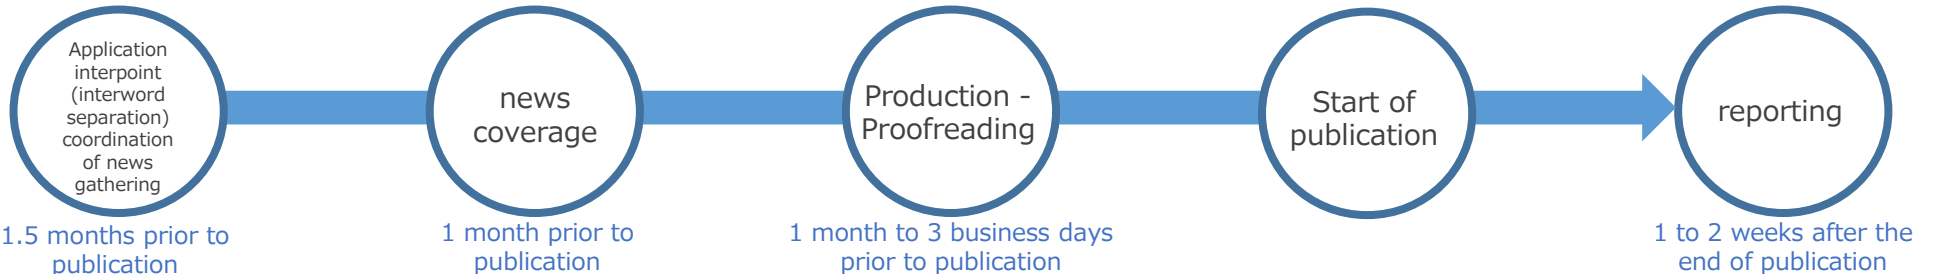 Application
interpoint
(interword
separation)
coordination
of news
gathering
1.5 months prior to
publication
news
coverage
1 month prior to
publication
Production -
Proofreading
1 month to 3 business days
prior to publication
Start of
publication
reporting
1 to 2 weeks after the
end of publication